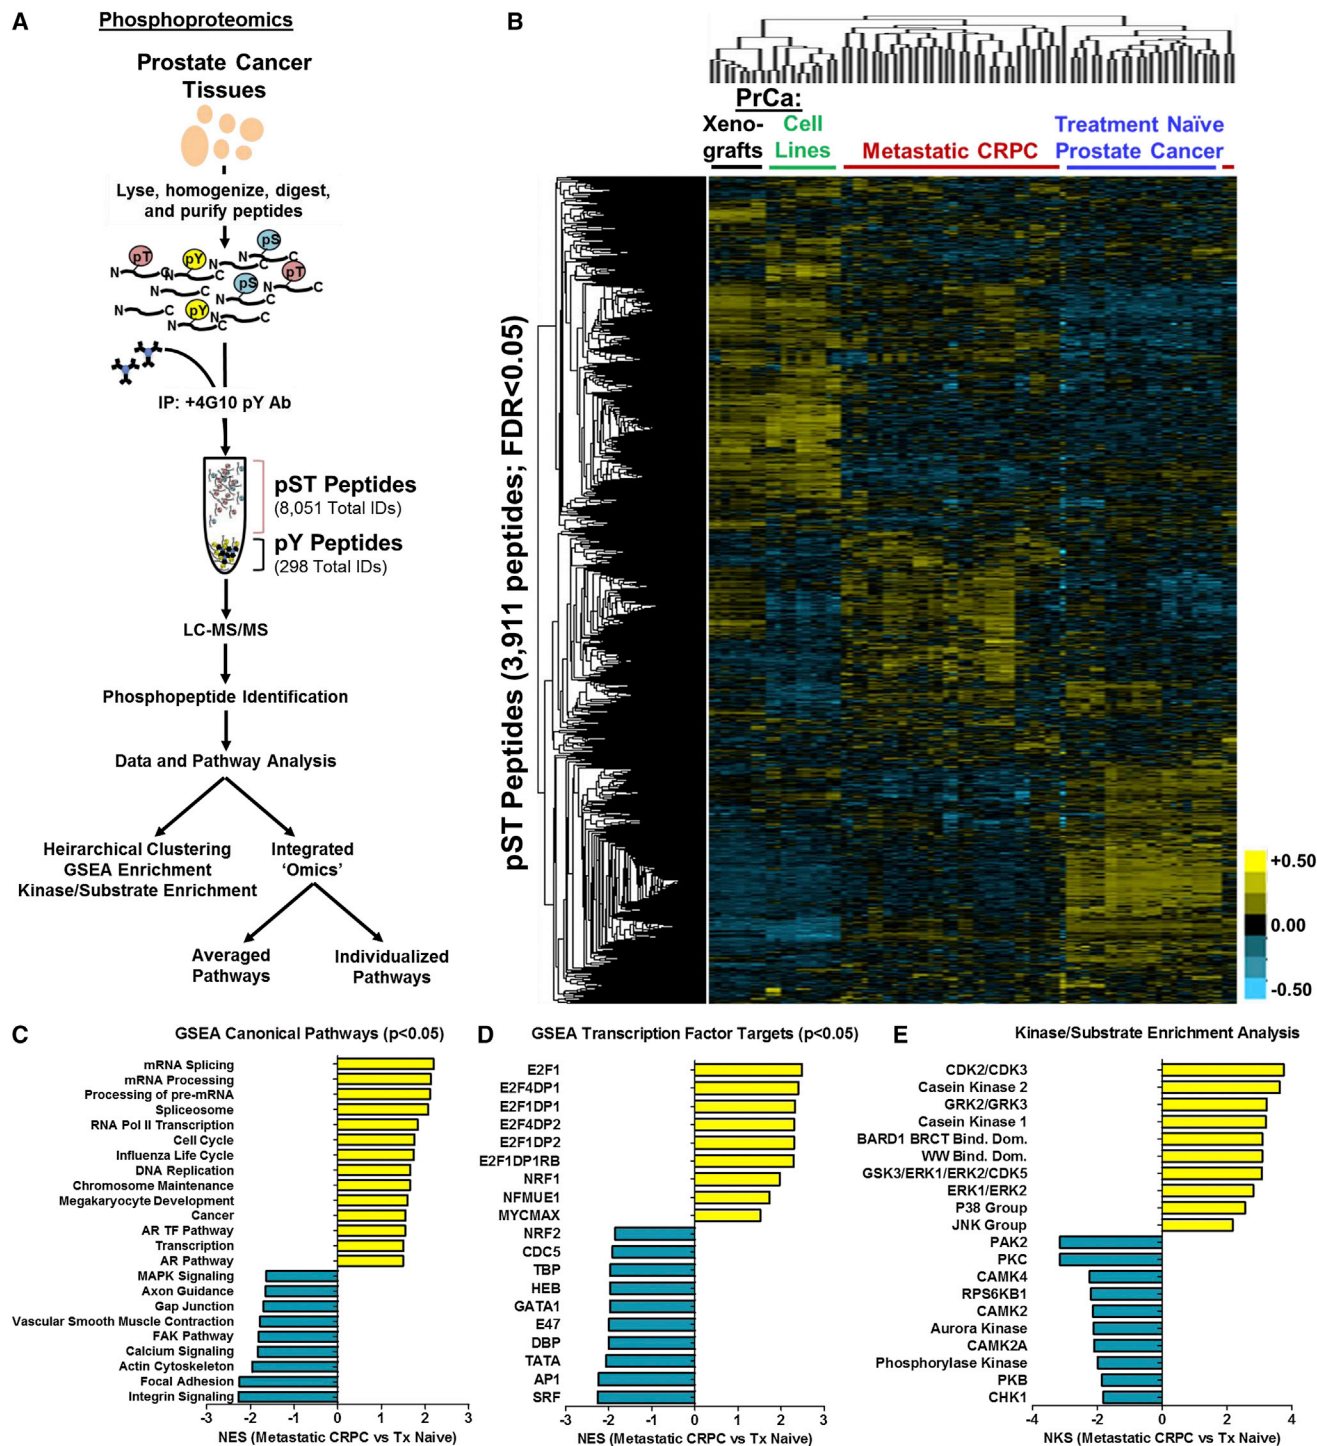 A
Phosphoproteomics
Prostate Cancer
Tissues
Lyse, homogenize, digest,
and purify peptides
pT
pY
pS
pS
pT
pY
N
C
N
C
N
C
N
C
N
C
N
C
N
C
N
C
IP: +4G10 pY Ab
pST Peptides
(8,051 Total IDs)
pY Peptides
(298 Total IDs)
LC-MS/MS
Phosphopeptide Identification
Data and Pathway Analysis
Heirarchical Clustering
GSEA Enrichment
Kinase/Substrate Enrichment
Integrated
‘Omics’
Averaged
Pathways
Individualized
Pathways
B
PrCa:
Xeno-
grafts
Cell
Lines
Metastatic CRPC
Treatment Naïve
Prostate Cancer
pST Peptides (3,911 peptides; FDR<0.05)
+0.50
0.00
-0.50
C
GSEA Canonical Pathways (p<0.05)
mRNA Splicing
mRNA Processing
Processing of pre-mRNA
Spliceosome
RNA Pol II Transcription
Cell Cycle
Influenza Life Cycle
DNA Replication
Chromosome Maintenance
Megakaryocyte Development
Cancer
AR TF Pathway
Transcription
AR Pathway
MAPK Signaling
Axon Guidance
Gap Junction
Vascular Smooth Muscle Contraction
FAK Pathway
Calcium Signaling
Actin Cytoskeleton
Focal Adhesion
Integrin Signaling
-3 -2 -1 0 1 2 3
NES (Metastatic CRPC vs Tx Naive)
D
GSEA Transcription Factor Targets (p<0.05)
E2F1
E2F4DP1
E2F1DP1
E2F4DP2
E2F1DP2
E2F1DP1RB
NRF1
NFMUE1
MYCMAX
NRF2
CDC5
TBP
HEB
GATA1
E47
DBP
TATA
AP1
SRF
-3 -2 -1 0 1 2 3
NES (Metastatic CRPC vs Tx Naive)
E
Kinase/Substrate Enrichment Analysis
CDK2/CDK3
Casein Kinase 2
GRK2/GRK3
Casein Kinase 1
BARD1 BRCT Bind. Dom.
WW Bind. Dom.
GSK3/ERK1/ERK2/CDK5
ERK1/ERK2
P38 Group
JNK Group
PAK2
PKC
CAMK4
RPS6KB1
CAMK2
Aurora Kinase
CAMK2A
Phosphorylase Kinase
PKB
CHK1
-4 -2 0 2 4
NKS (Metastatic CRPC vs Tx Naive)